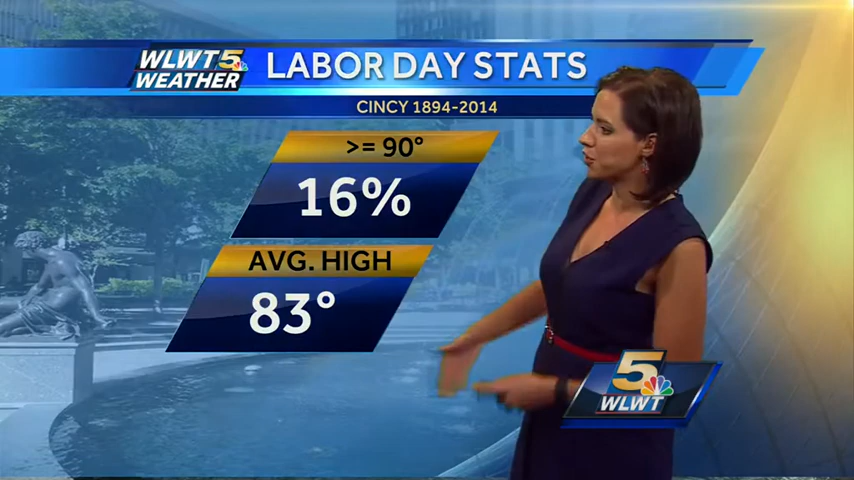 WLWT 5
WEATHER
LABOR DAY STATS
CINCY 1894-2014
>= 90°
16%
AVG. HIGH
83°
5
WLWT